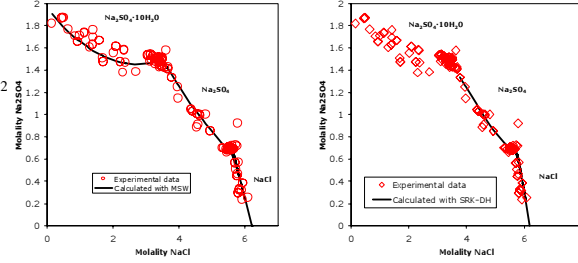 2
2
1.8
1.6
1.4
1.2
1
0.8
0.6
0.4
0.2
0
Molality Na2SO4
Na₂SO₄·10H₂O
Na₂SO₄
NaCl
Experimental data
Calculated with MSW
0 2 4 6
Molality NaCl
2
1.8
1.6
1.4
1.2
1
0.8
0.6
0.4
0.2
0
Molality Na2SO4
Na₂SO₄·10H₂O
Na₂SO₄
NaCl
Experimental data
Calculated with SRK-DH
0 2 4 6
Molality NaCl